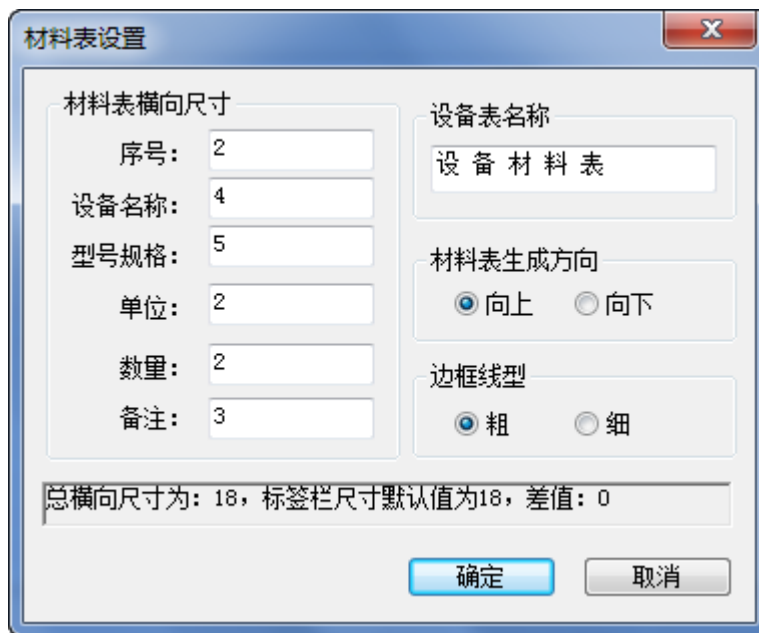 材料表设置
材料表横向尺寸
序号： 2
设备名称： 4
型号规格： 5
单位： 2
数量： 2
备注： 3
设备表名称
设 备 材 料 表
材料表生成方向
向上 向下
边框线型
粗 细
总横向尺寸为：18，标签栏尺寸默认值为18，差值：0
确定 取消